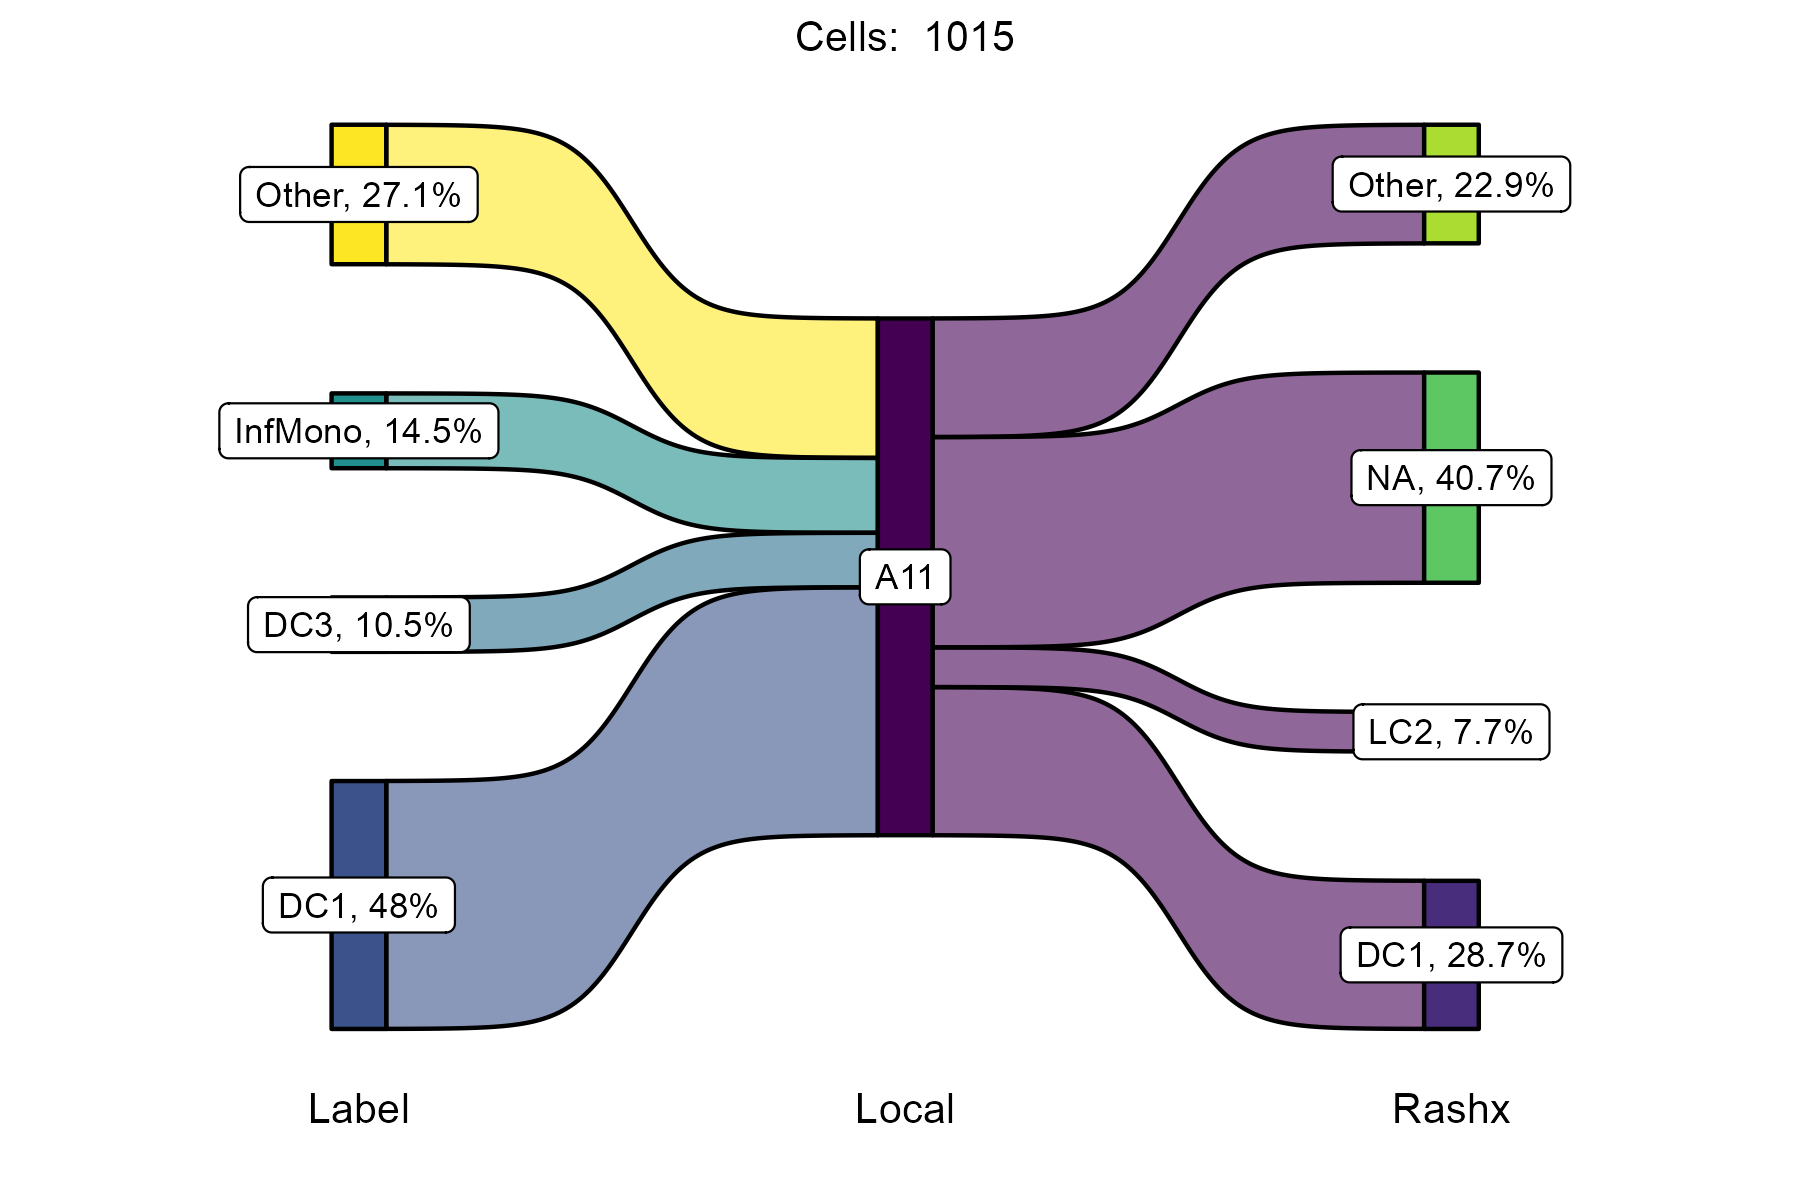 Cells:  1015
Other, 27.1%
InfMono, 14.5%
DC3, 10.5%
DC1, 48%
A11
Other, 22.9%
NA, 40.7%
LC2, 7.7%
DC1, 28.7%
Label
Local
Rashx